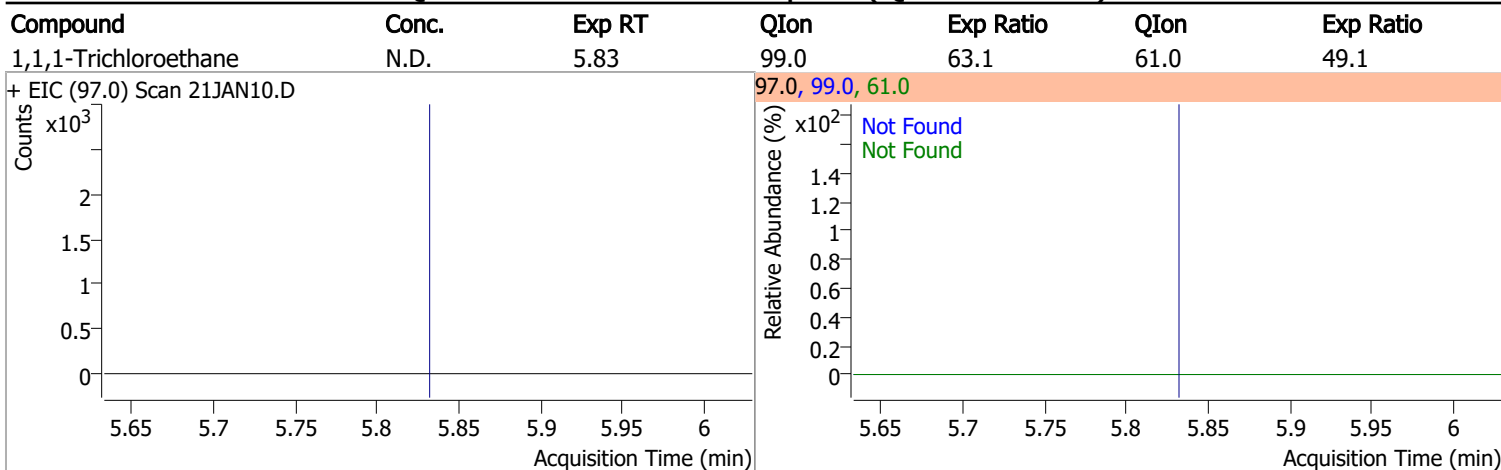 Compound Conc. Exp RT QIon Exp Ratio QIon Exp Ratio
1,1,1-Trichloroethane N.D. 5.83 99.0 63.1 61.0 49.1
+ EIC (97.0) Scan 21JAN10.D
Counts
x10³
2
1.5
1
0.5
0
5.65 5.7 5.75 5.8 5.85 5.9 5.95 6
Acquisition Time (min)
97.0, 99.0, 61.0
Relative Abundance (%)
x10²
Not Found
Not Found
1.4
1.2
1
0.8
0.6
0.4
0.2
0
5.65 5.7 5.75 5.8 5.85 5.9 5.95 6
Acquisition Time (min)